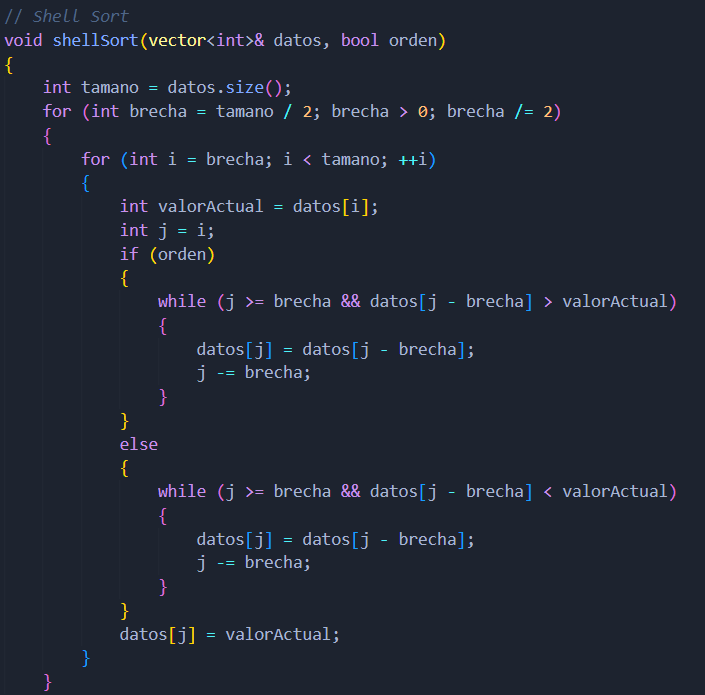 // Shell Sort
void shellSort(vector<int>& datos, bool orden)
{
    int tamano = datos.size();
    for (int brecha = tamano / 2; brecha > 0; brecha /= 2)
    {
        for (int i = brecha; i < tamano; ++i)
        {
            int valorActual = datos[i];
            int j = i;
            if (orden)
            {
                while (j >= brecha && datos[j - brecha] > valorActual)
                {
                    datos[j] = datos[j - brecha];
                    j -= brecha;
                }
            }
            else
            {
                while (j >= brecha && datos[j - brecha] < valorActual)
                {
                    datos[j] = datos[j - brecha];
                    j -= brecha;
                }
            }
            datos[j] = valorActual;
        }
    }